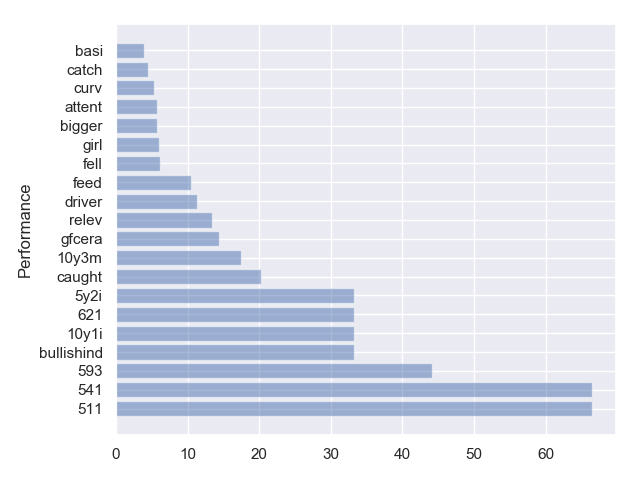 basi
catch
curv
attent
bigger
girl
fell
feed
driver
relev
gfcera
10y3m
caught
5y2i
621
10y1i
bullishind
593
541
511
Performance
0 10 20 30 40 50 60